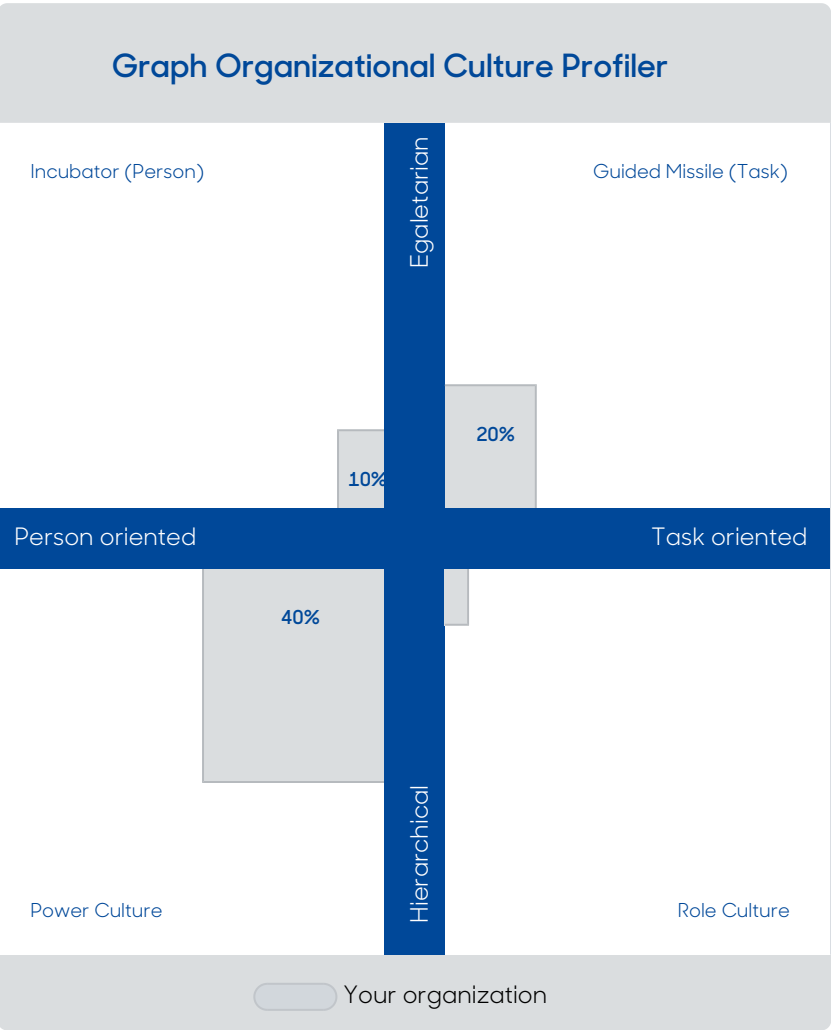 Graph Organizational Culture Profiler
Incubator (Person)
Guided Missile (Task)
Egaletarian
20%
10%
Person oriented
Task oriented
40%
Hierarchical
Power Culture
Role Culture
Your organization